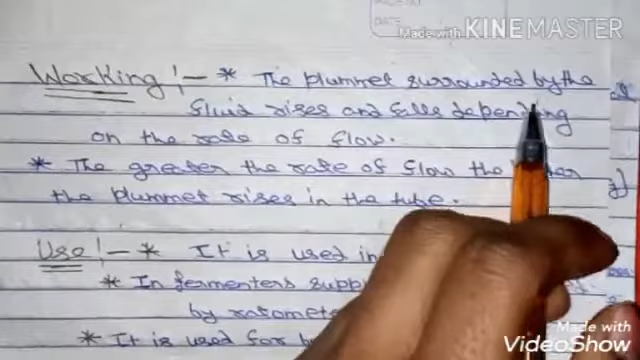 DATE
Made with KINEMASTER
Working :- * The plummet surrounded by the
fluid rises and falls depending
on the rate of flow.
* The greater the rate of flow the
the plummet rises in the tube.
Use :- * It is used in
* In fermenters
by
* It is used for
Made with
VideoShow